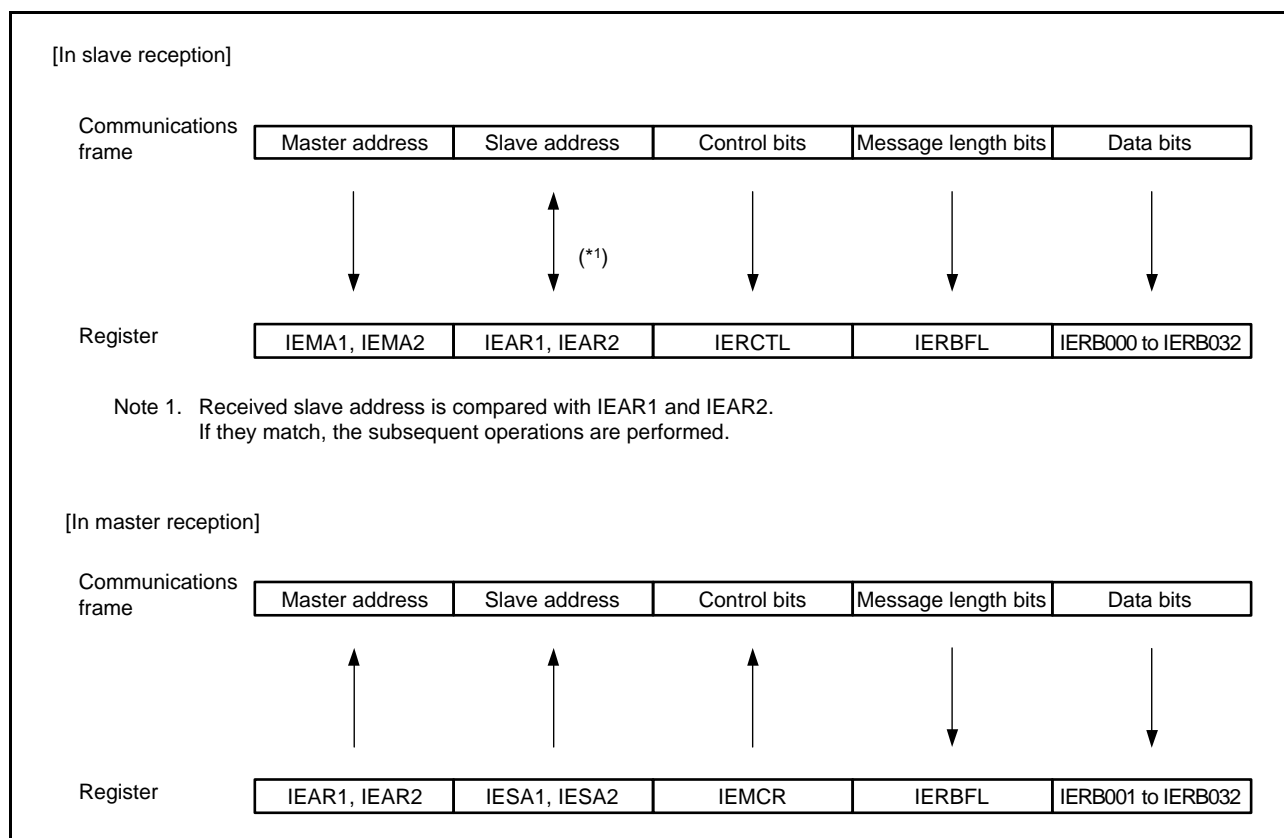 [In slave reception]
Communications
frame
Master address Slave address Control bits Message length bits Data bits
(*1)
Register IEMA1, IEMA2 IEAR1, IEAR2 IERCTL IERBFL IERB000 to IERB032
Note 1. Received slave address is compared with IEAR1 and IEAR2.
If they match, the subsequent operations are performed.
[In master reception]
Communications
frame
Master address Slave address Control bits Message length bits Data bits
Register IEAR1, IEAR2 IESA1, IESA2 IEMCR IERBFL IERB001 to IERB032